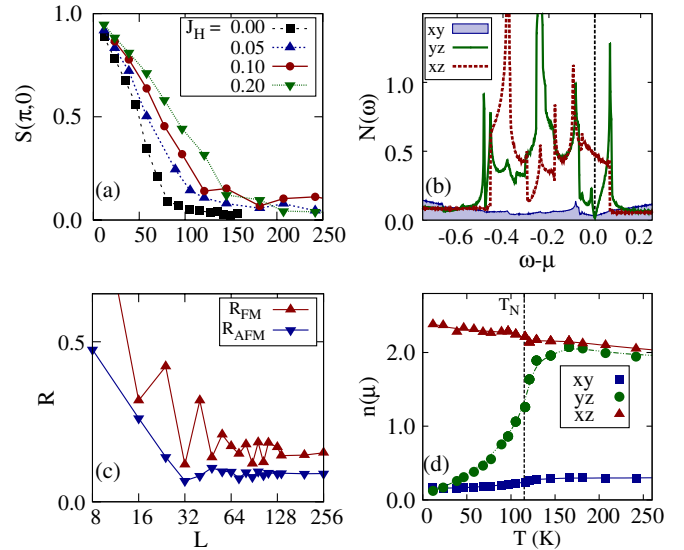 S(π,0)
1.0
0.5
0.0
0 50 100 150 200 250
J_H = 0.00
0.05
0.10
0.20
(a)
N(ω)
1.0
0.5
0
-0.6 -0.4 -0.2 0.0 0.2
ω-μ
xy
yz
xz
(b)
R
0.5
0.0
8 16 32 64 128 256
L
R_FM
R_AFM
(c)
n(μ)
3.0
2.0
1.0
0.0
0 50 100 150 200 250
T (K)
T_N
xy
yz
xz
(d)